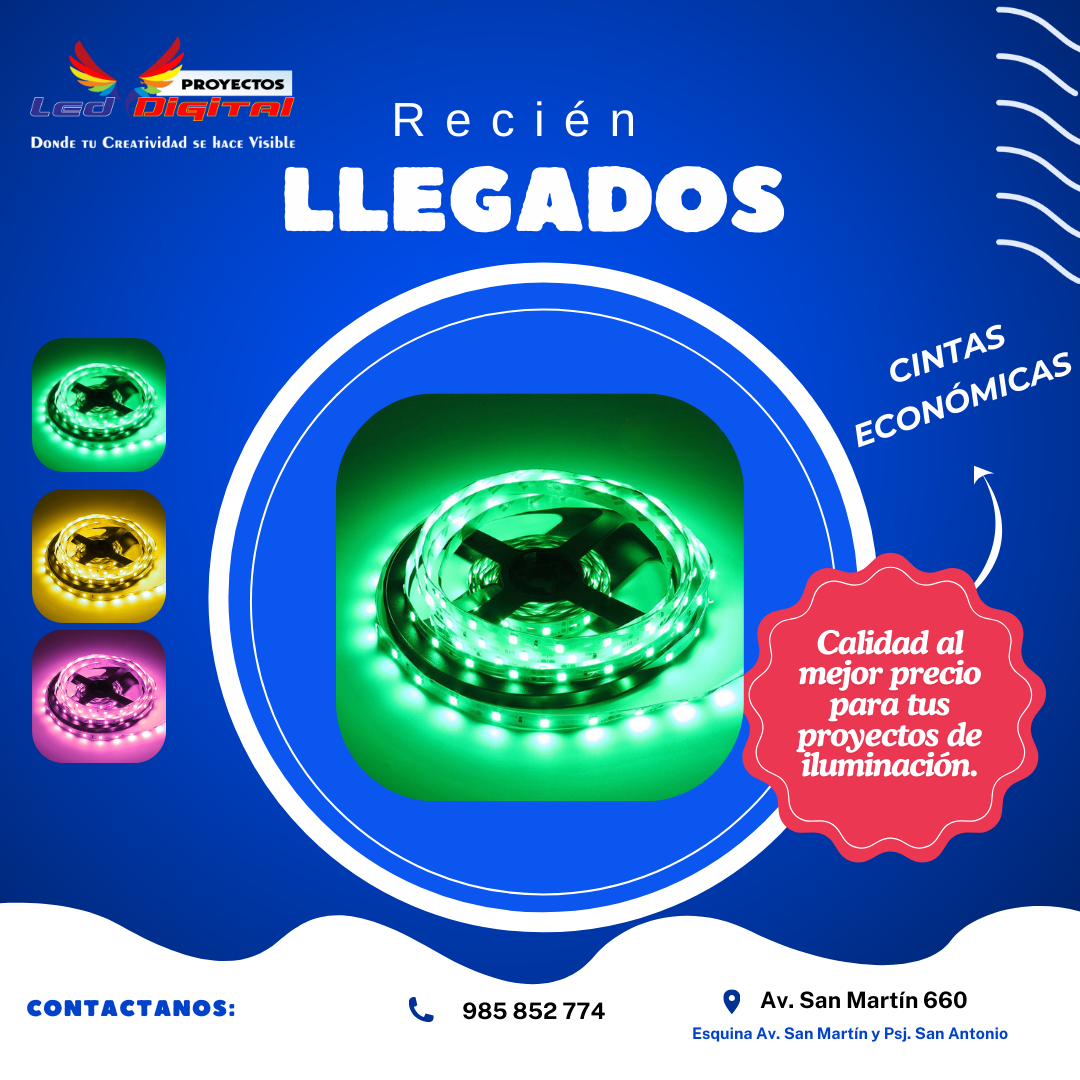 PROYECTOS
Led Digital
Donde tu Creatividad se hace Visible
Recién
LLEGADOS
CINTAS
ECONÓMICAS
Calidad al
mejor precio
para tus
proyectos de
iluminación.
CONTACTANOS:
985 852 774
Av. San Martín 660
Esquina Av. San Martín y Psj. San Antonio